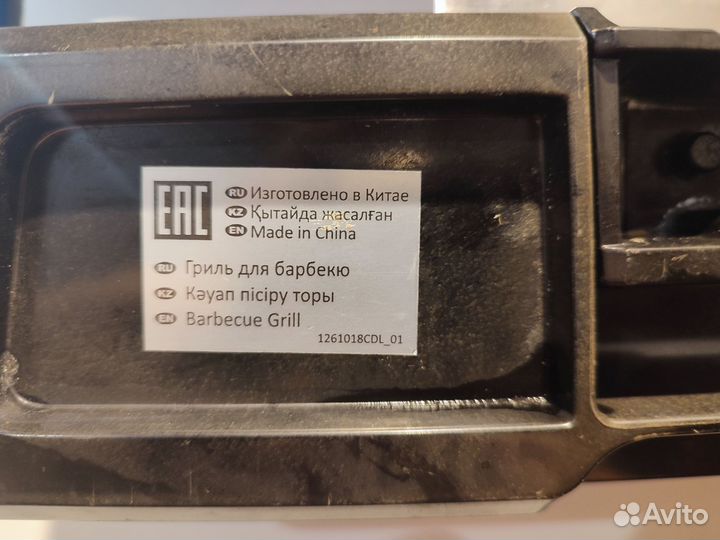 EAC
RU Изготовлено в Китае
KZ Қытайда жасалған
EN Made in China
RU Гриль для барбекю
KZ Кәуап пісіру торы
EN Barbecue Grill
1261018CDL_01
Avito